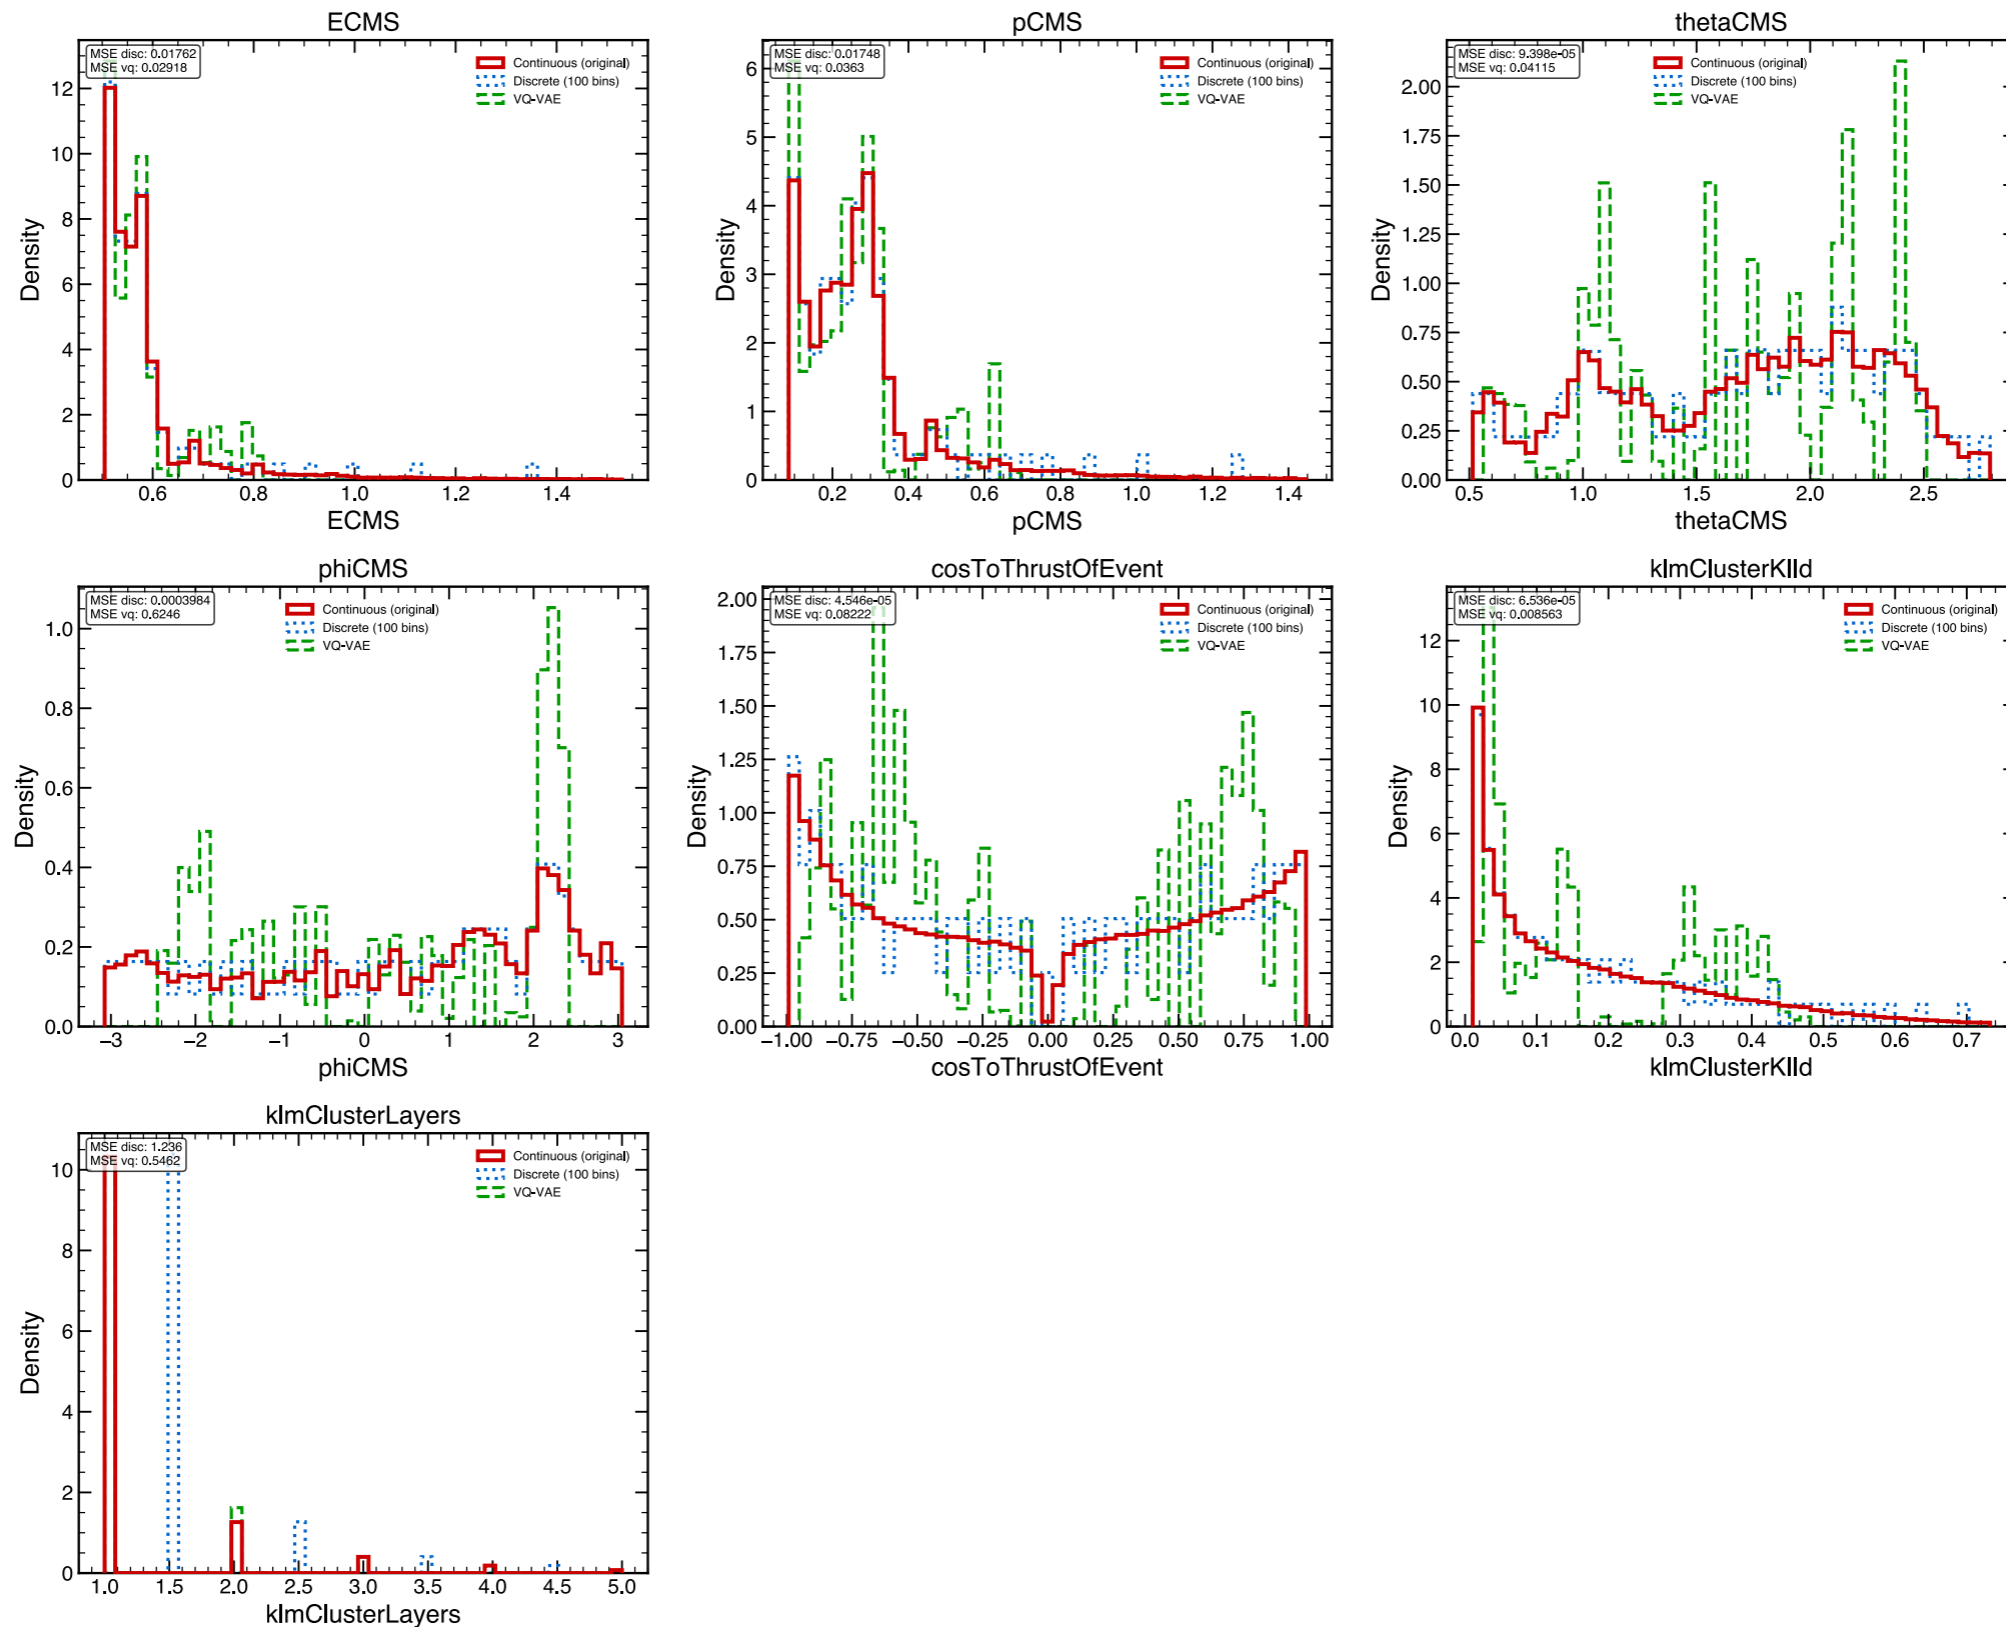 ECMS
MSE disc: 0.01762
MSE vq: 0.02918
Continuous (original)
Discrete (100 bins)
VQ-VAE
Density
12
10
8
6
4
2
0
0.6
0.8
1.0
1.2
1.4
ECMS
pCMS
MSE disc: 0.01748
MSE vq: 0.0363
Continuous (original)
Discrete (100 bins)
VQ-VAE
Density
6
5
4
3
2
1
0
0.2
0.4
0.6
0.8
1.0
1.2
1.4
pCMS
thetaCMS
MSE disc: 9.398e-05
MSE vq: 0.04115
Continuous (original)
Discrete (100 bins)
VQ-VAE
Density
2.00
1.75
1.50
1.25
1.00
0.75
0.50
0.25
0.00
0.5
1.0
1.5
2.0
2.5
thetaCMS
phiCMS
MSE disc: 0.0003984
MSE vq: 0.6246
Continuous (original)
Discrete (100 bins)
VQ-VAE
Density
1.0
0.8
0.6
0.4
0.2
0.0
−3
−2
−1
0
1
2
3
phiCMS
cosToThrustOfEvent
MSE disc: 4.546e-05
MSE vq: 0.08222
Continuous (original)
Discrete (100 bins)
VQ-VAE
Density
2.00
1.75
1.50
1.25
1.00
0.75
0.50
0.25
0.00
−1.00
−0.75
−0.50
−0.25
0.00
0.25
0.50
0.75
1.00
cosToThrustOfEvent
klmClusterKlId
MSE disc: 6.536e-05
MSE vq: 0.008563
Continuous (original)
Discrete (100 bins)
VQ-VAE
Density
12
10
8
6
4
2
0
0.0
0.1
0.2
0.3
0.4
0.5
0.6
0.7
klmClusterKlId
klmClusterLayers
MSE disc: 1.236
MSE vq: 0.5462
Continuous (original)
Discrete (100 bins)
VQ-VAE
Density
10
8
6
4
2
0
1.0
1.5
2.0
2.5
3.0
3.5
4.0
4.5
5.0
klmClusterLayers